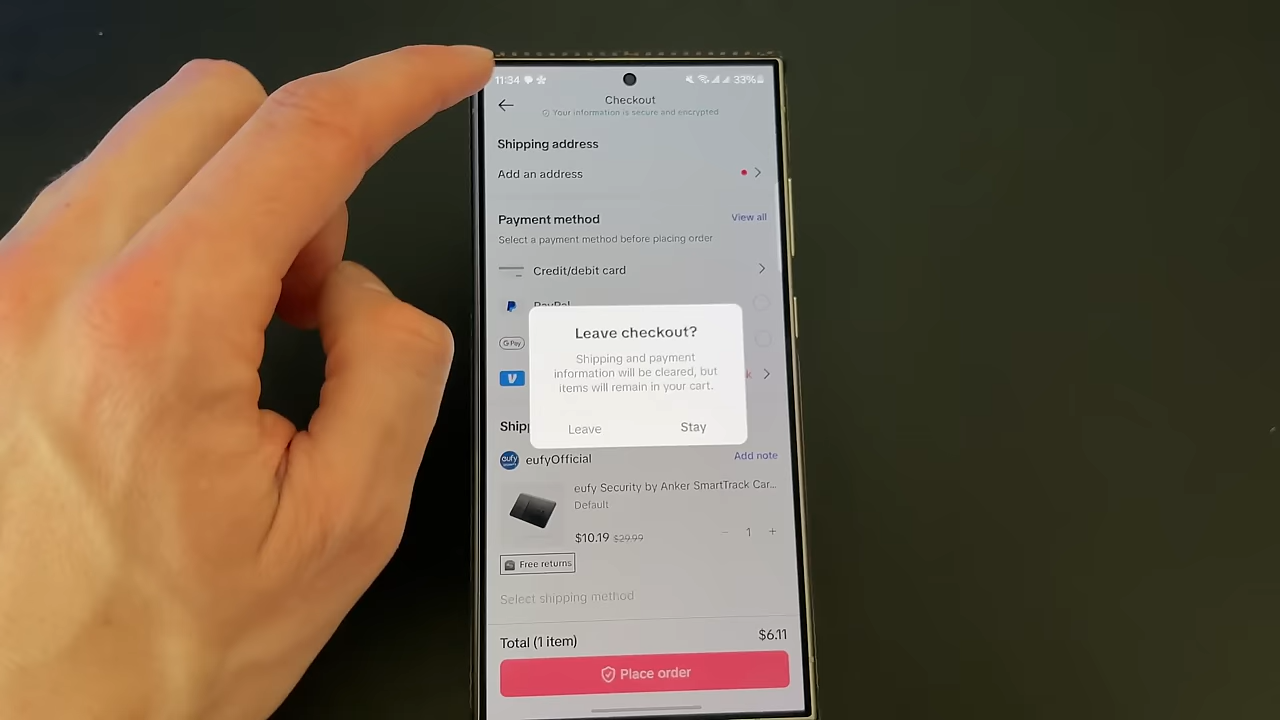 11:34
33%
Checkout
Your information is secure and encrypted
Shipping address
Add an address
Payment method
View all
Select a payment method before placing order
Credit/debit card
PayPal
G Pay
Leave checkout?
Shipping and payment
information will be cleared, but
items will remain in your cart.
Leave
Stay
Shipp
eufy
eufyOfficial
Add note
eufy Security by Anker SmartTrack Car...
Default
$10.19 $29.99
1
Free returns
Select shipping method
Total (1 item)
$6.11
Place order